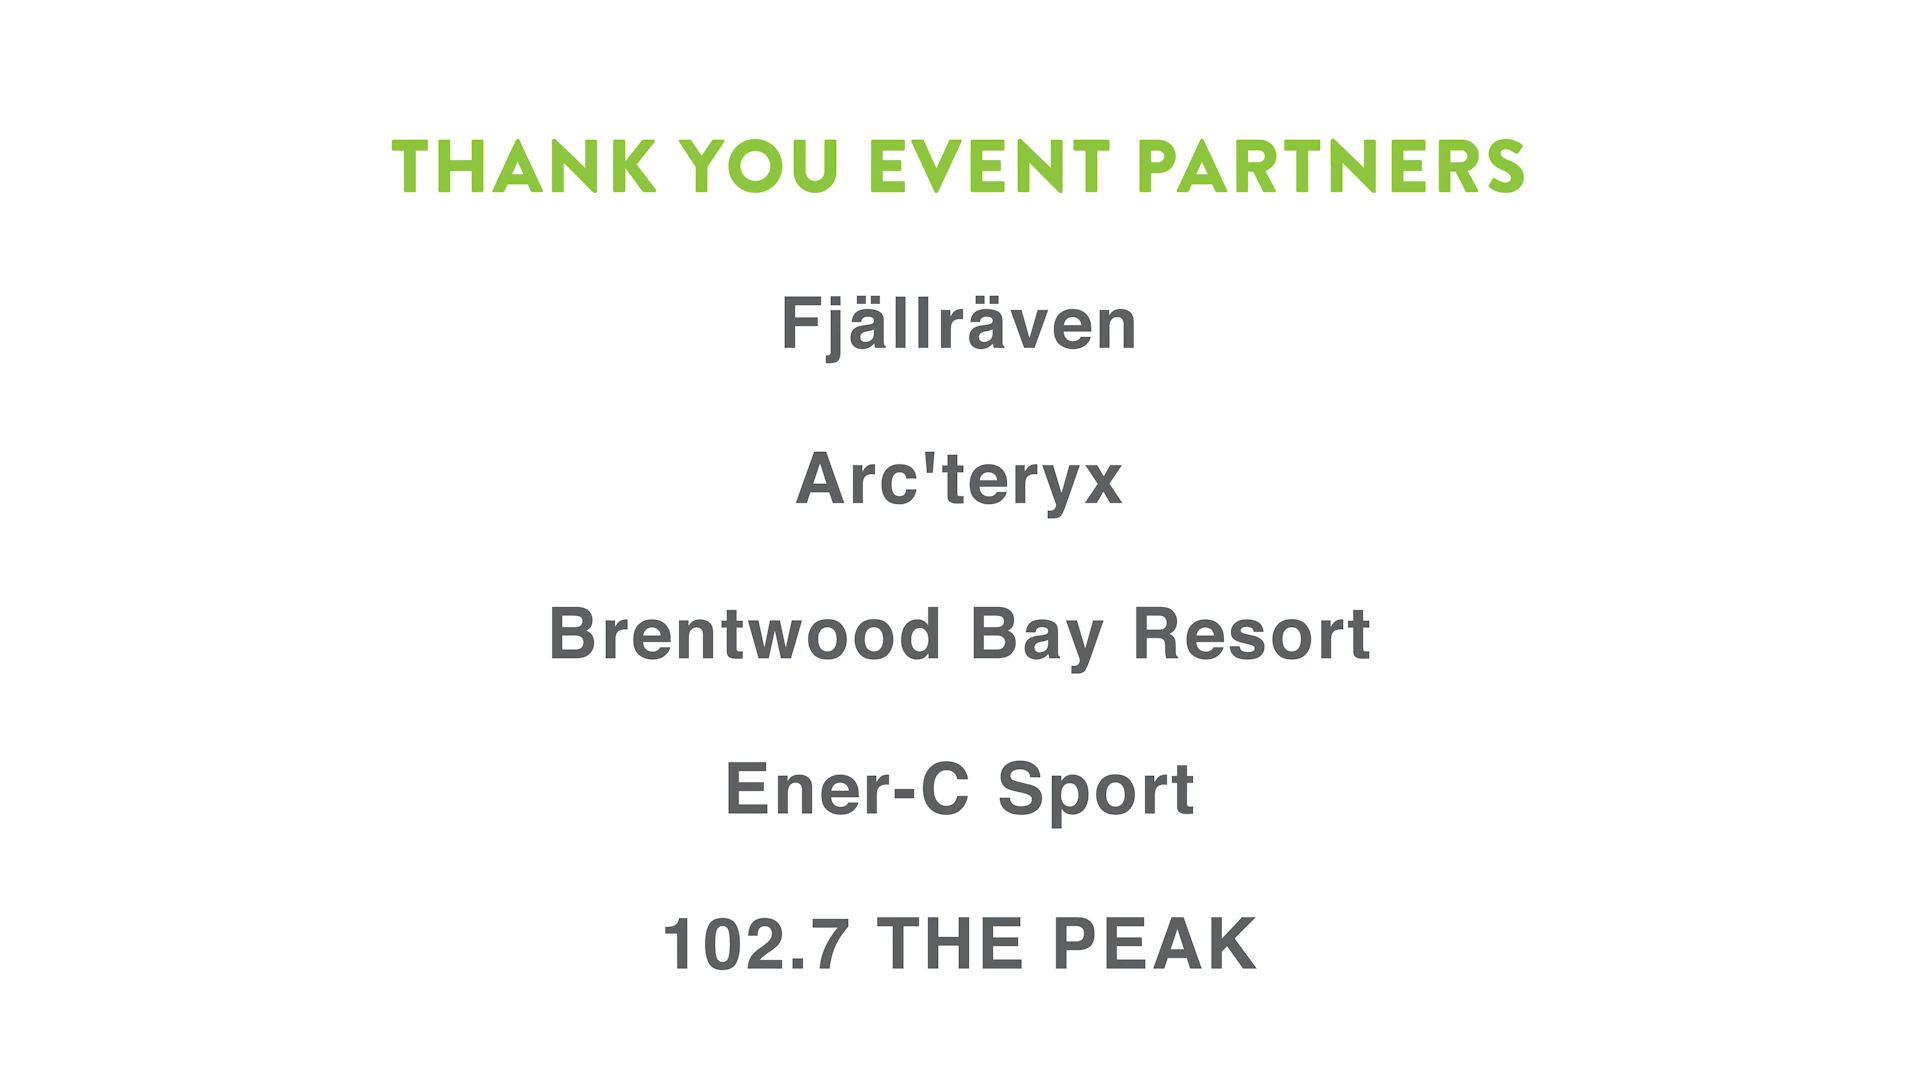 THANK YOU EVENT PARTNERS
Fjällräven
Arc'teryx
Brentwood Bay Resort
Ener-C Sport
102.7 THE PEAK